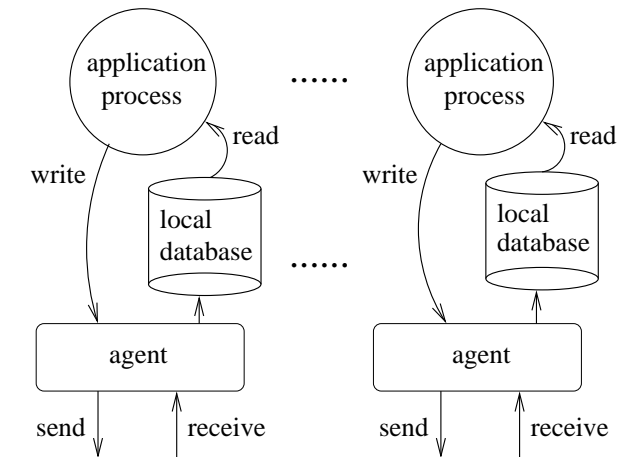 application
process
......
application
process
read
read
write
write
local
database
local
database
......
agent
agent
send
receive
send
receive